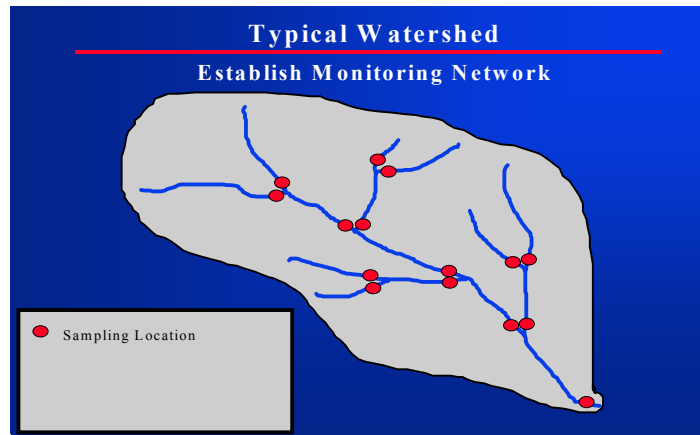 Typical Watershed
Establish Monitoring Network
Sampling Location